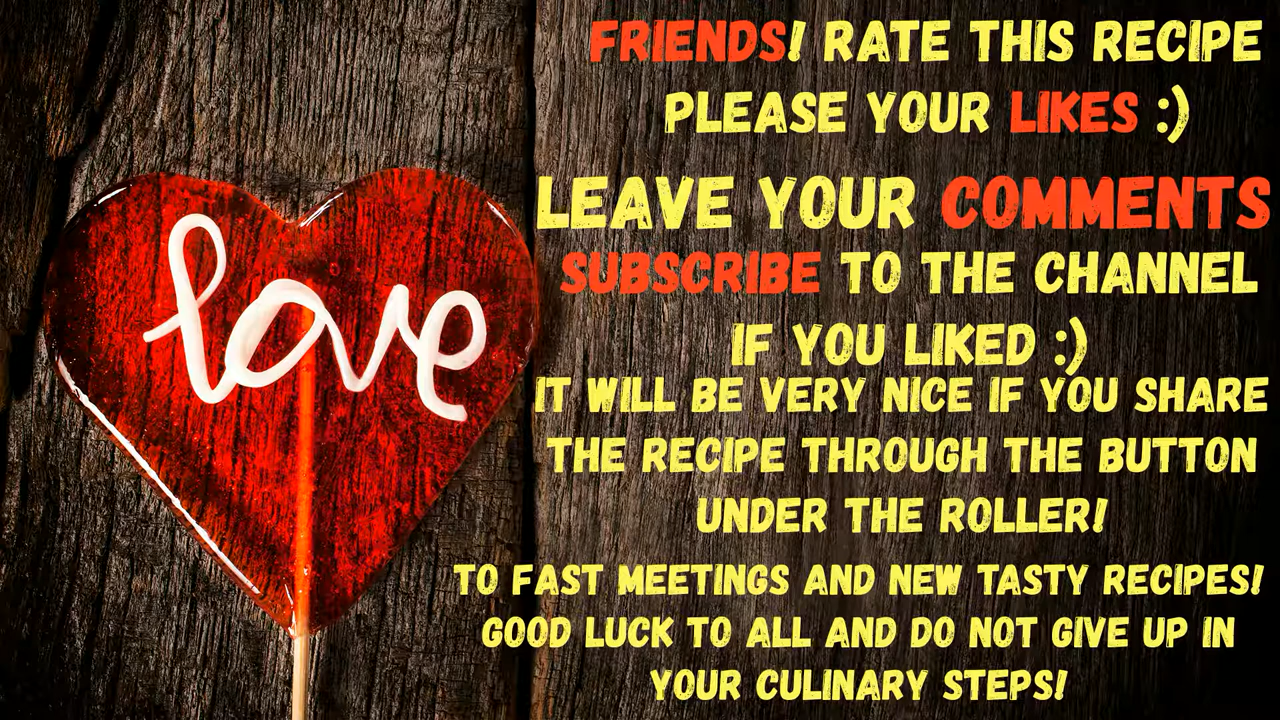 FRIENDS! RATE THIS RECIPE
PLEASE YOUR LIKES :)
LEAVE YOUR COMMENTS
SUBSCRIBE TO THE CHANNEL
IF YOU LIKED :)
IT WILL BE VERY NICE IF YOU SHARE
THE RECIPE THROUGH THE BUTTON
UNDER THE ROLLER!
TO FAST MEETINGS AND NEW TASTY RECIPES!
GOOD LUCK TO ALL AND DO NOT GIVE UP IN
YOUR CULINARY STEPS!
love